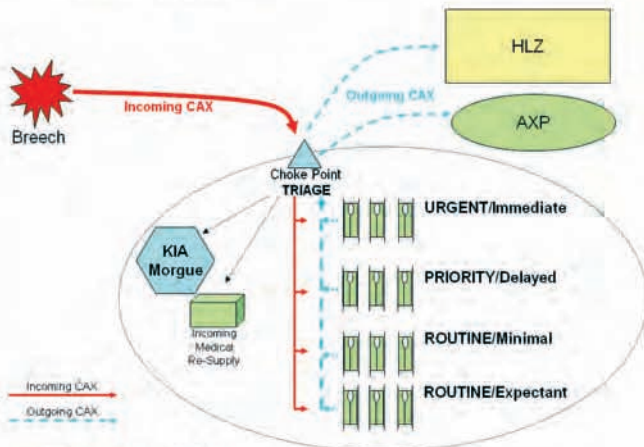 HLZ
Outgoing CAX
Incoming CAX
Breech
AXP
Choke Point
TRIAGE
URGENT/Immediate
KIA
Morgue
PRIORITY/Delayed
Incoming
Medical
Re-Supply
ROUTINE/Minimal
Incoming CAX
ROUTINE/Expectant
Outgoing CAX